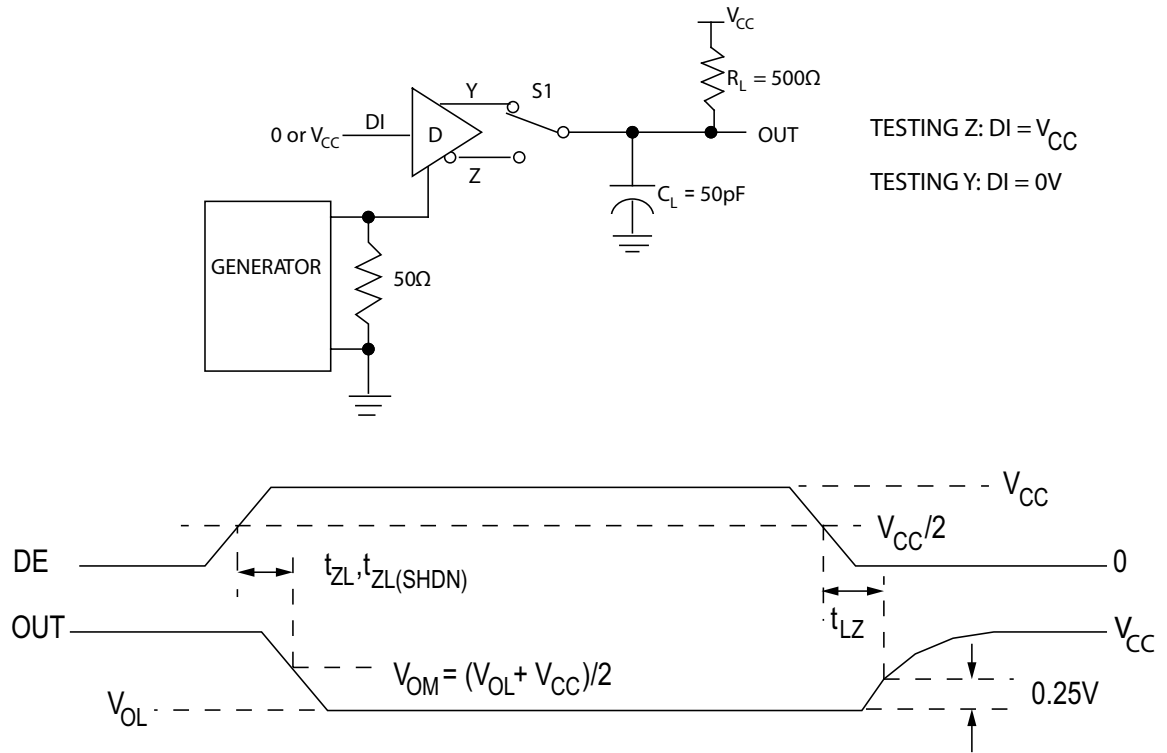 V_CC
R_L = 500Ω
Y
S1
0 or V_CC
DI
D
OUT
TESTING Z: DI = V_CC
Z
TESTING Y: DI = 0V
C_L = 50pF
GENERATOR
50Ω
V_CC
V_CC/2
DE
0
t_ZL, t_ZL(SHDN)
t_LZ
OUT
V_CC
V_OM = (V_OL + V_CC)/2
0.25V
V_OL